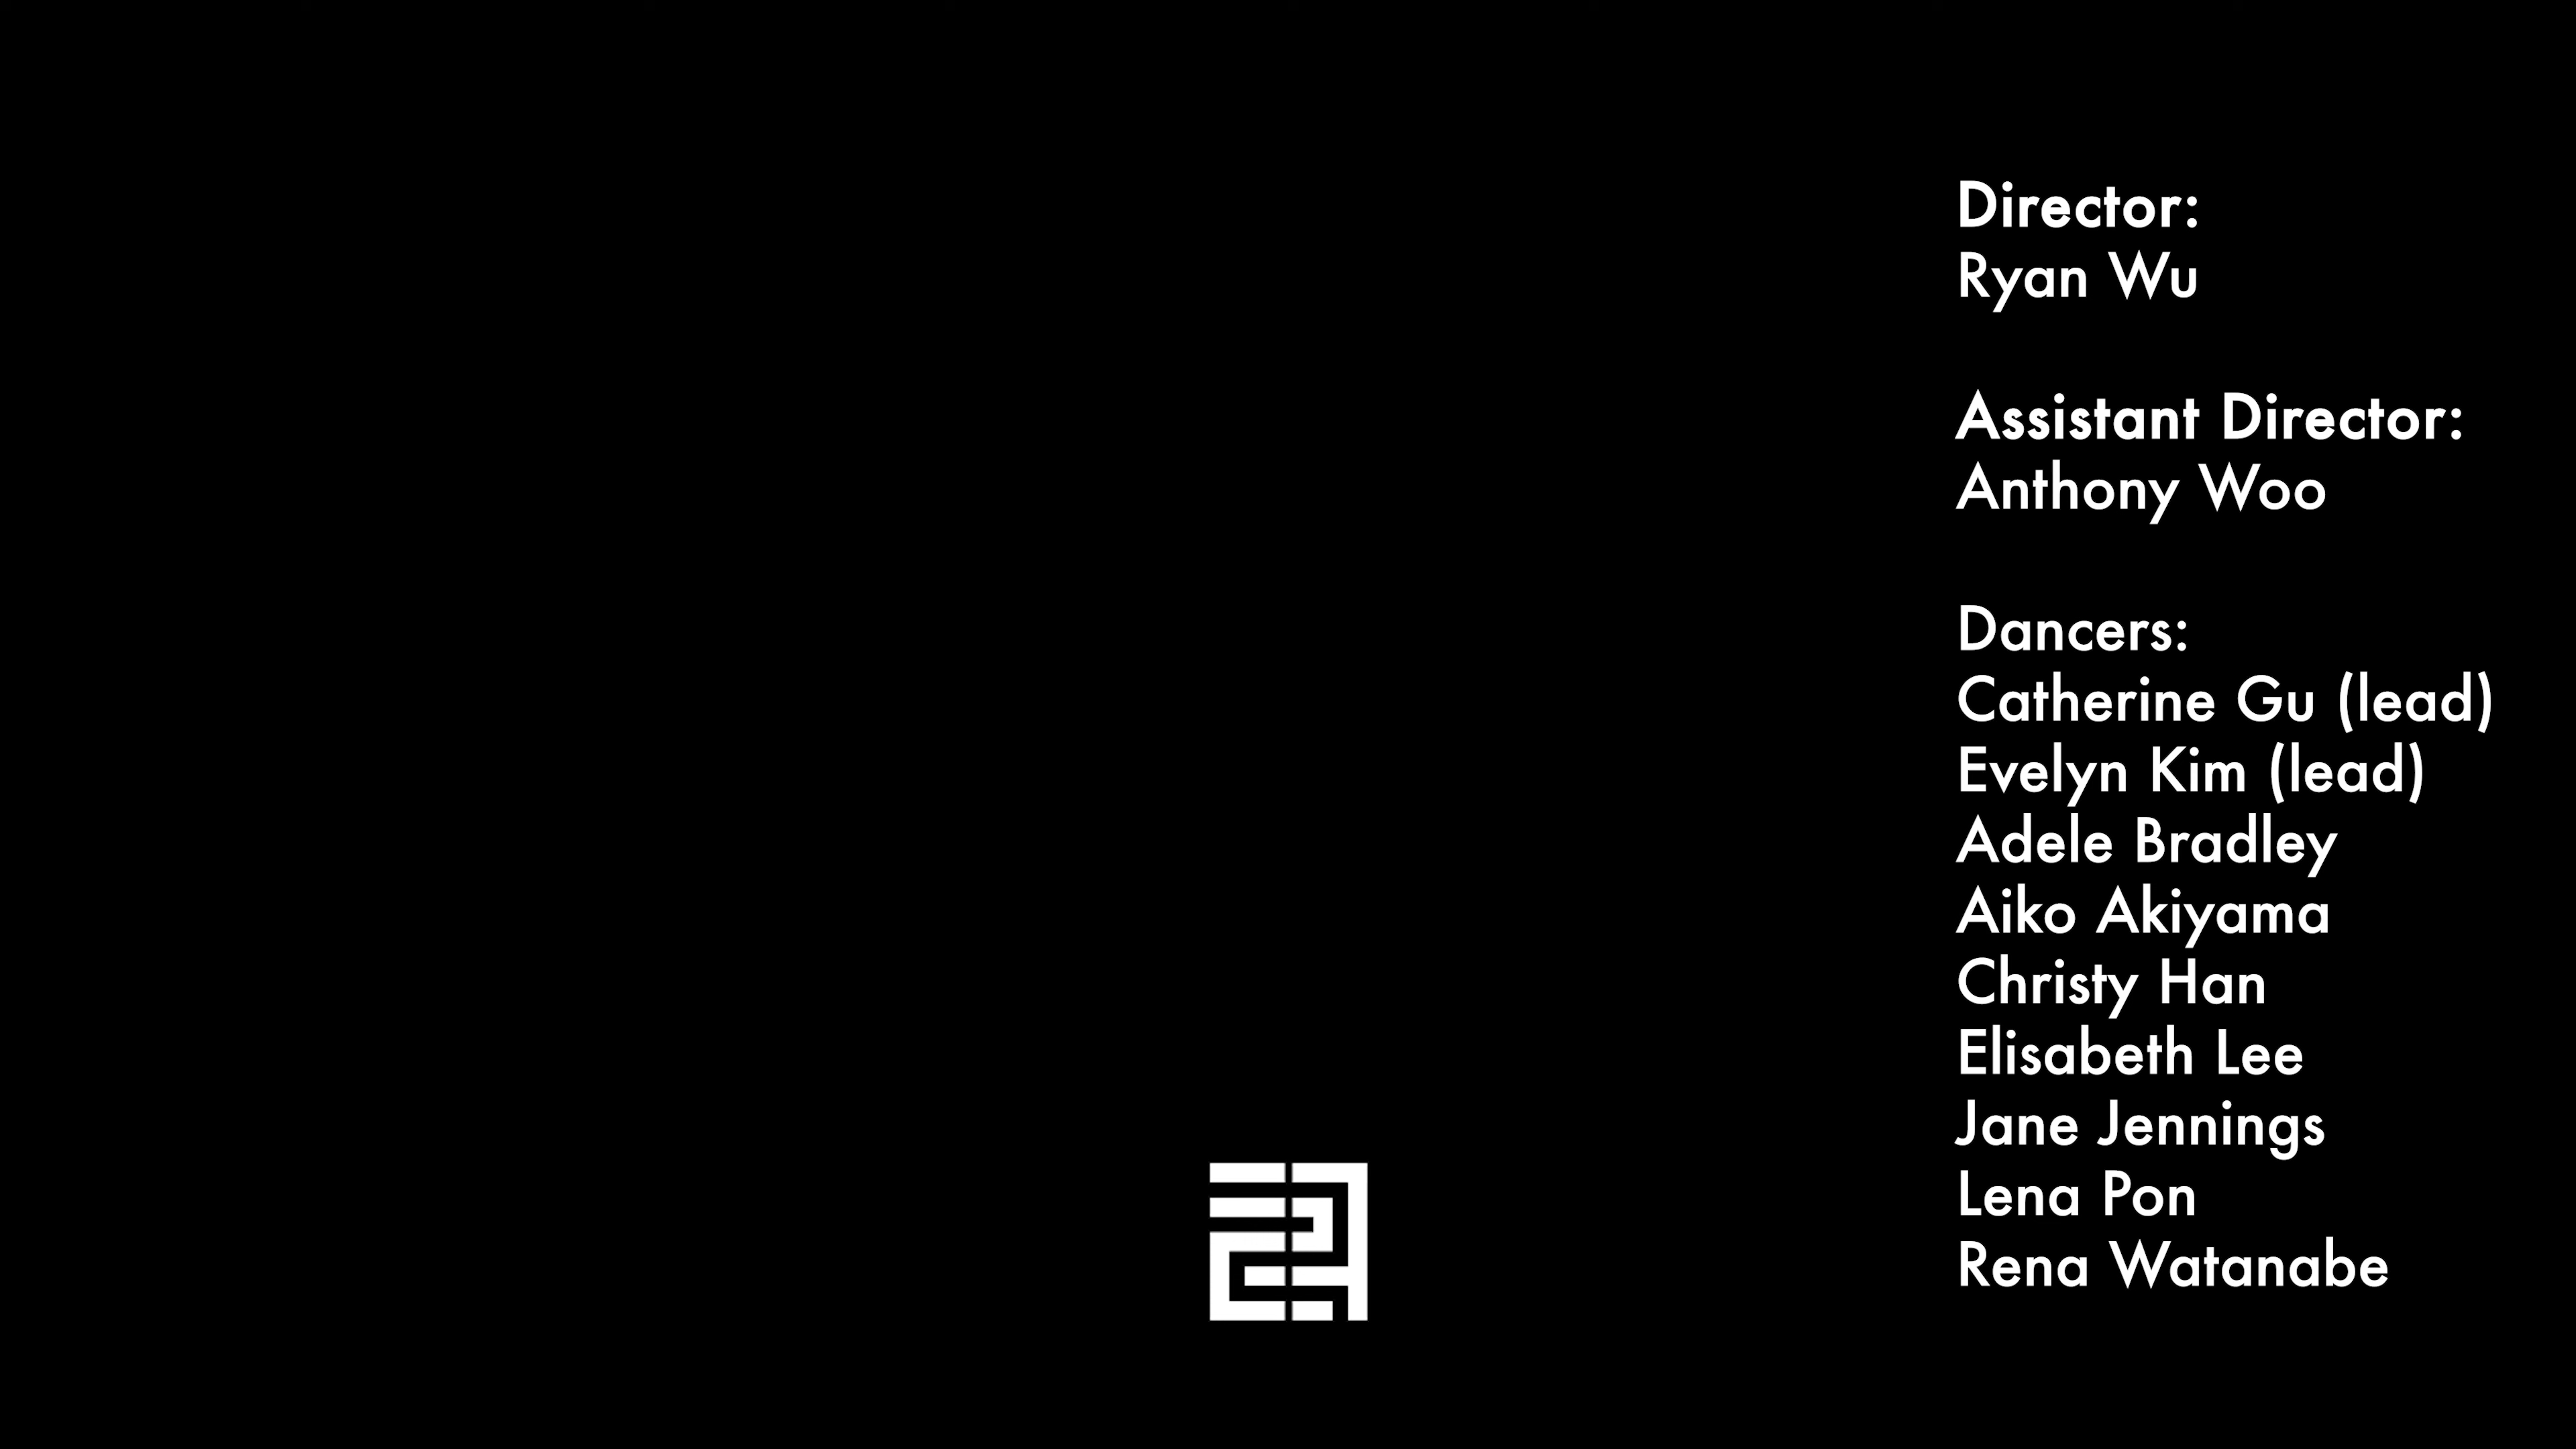 Director:
Ryan Wu
Assistant Director:
Anthony Woo
Dancers:
Catherine Gu (lead)
Evelyn Kim (lead)
Adele Bradley
Aiko Akiyama
Christy Han
Elisabeth Lee
Jane Jennings
Lena Pon
Rena Watanabe